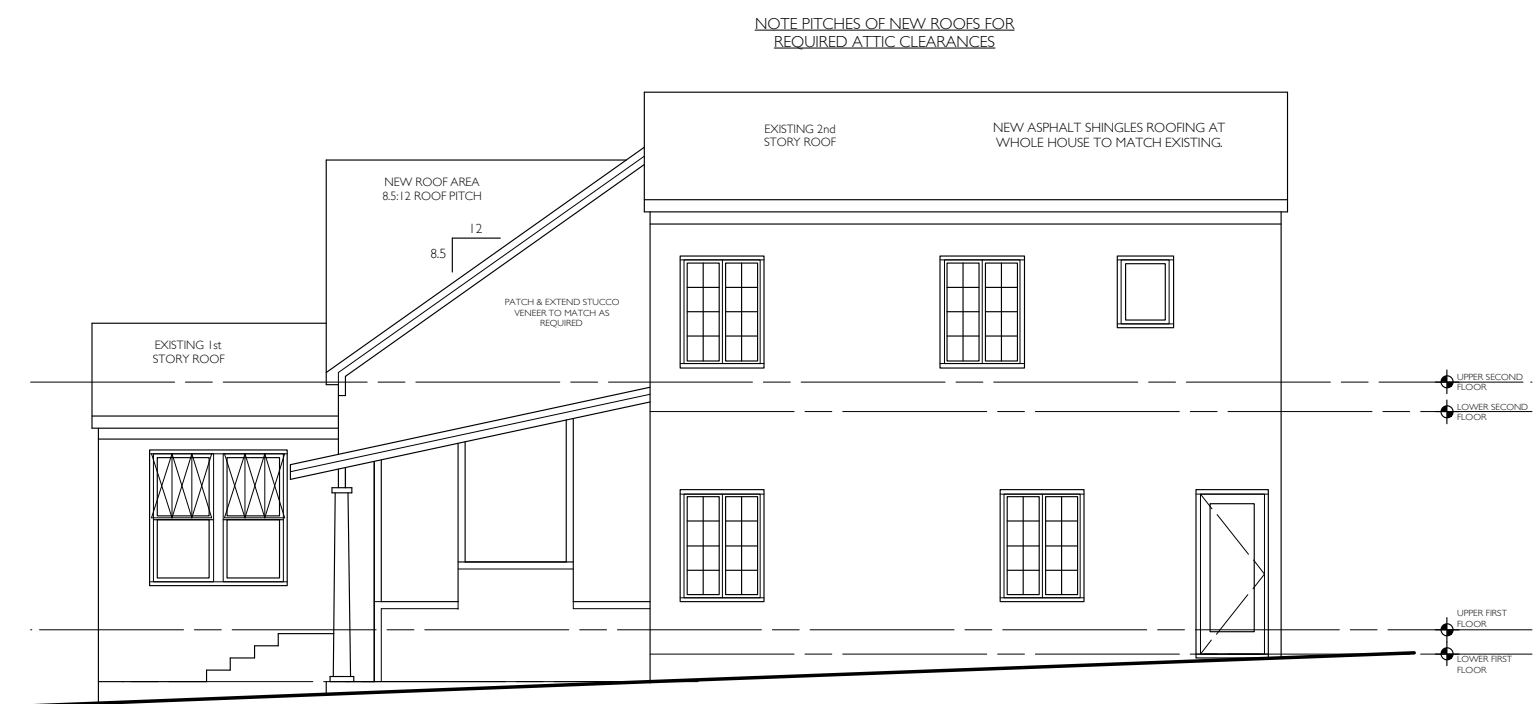 NOTE PITCHES OF NEW ROOFS FOR
REQUIRED ATTIC CLEARANCES
EXISTING 2nd
STORY ROOF
NEW ASPHALT SHINGLES ROOFING AT
WHOLE HOUSE TO MATCH EXISTING.
NEW ROOF AREA
8.5:12 ROOF PITCH
12
8.5
PATCH & EXTEND STUCCO
VENEER TO MATCH AS
REQUIRED
EXISTING 1st
STORY ROOF
UPPER SECOND
FLOOR
LOWER SECOND
FLOOR
UPPER FIRST
FLOOR
LOWER FIRST
FLOOR